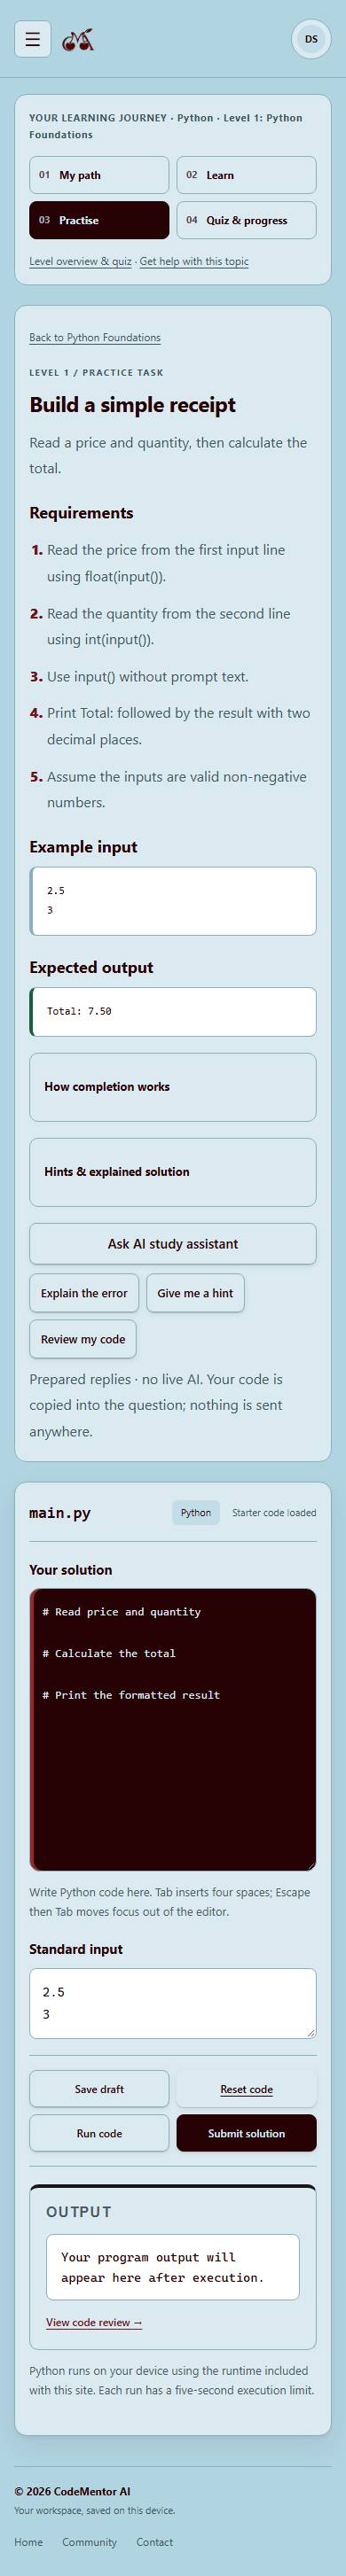 ☰
DS
YOUR LEARNING JOURNEY · Python · Level 1: Python
Foundations
01 My path
02 Learn
03 Practise
04 Quiz & progress
Level overview & quiz · Get help with this topic
Back to Python Foundations
LEVEL 1 / PRACTICE TASK
Build a simple receipt
Read a price and quantity, then calculate the
total.
Requirements
1. Read the price from the first input line
using float(input()).
2. Read the quantity from the second line
using int(input()).
3. Use input() without prompt text.
4. Print Total: followed by the result with two
decimal places.
5. Assume the inputs are valid non-negative
numbers.
Example input
2.5
3
Expected output
Total: 7.50
How completion works
Hints & explained solution
Ask AI study assistant
Explain the error
Give me a hint
Review my code
Prepared replies · no live AI. Your code is
copied into the question; nothing is sent
anywhere.
main.py
Python
Starter code loaded
Your solution
# Read price and quantity
# Calculate the total
# Print the formatted result
Write Python code here. Tab inserts four spaces; Escape
then Tab moves focus out of the editor.
Standard input
2.5
3
Save draft
Reset code
Run code
Submit solution
OUTPUT
Your program output will
appear here after execution.
View code review →
Python runs on your device using the runtime included
with this site. Each run has a five-second execution limit.
© 2026 CodeMentor AI
Your workspace, saved on this device.
Home
Community
Contact